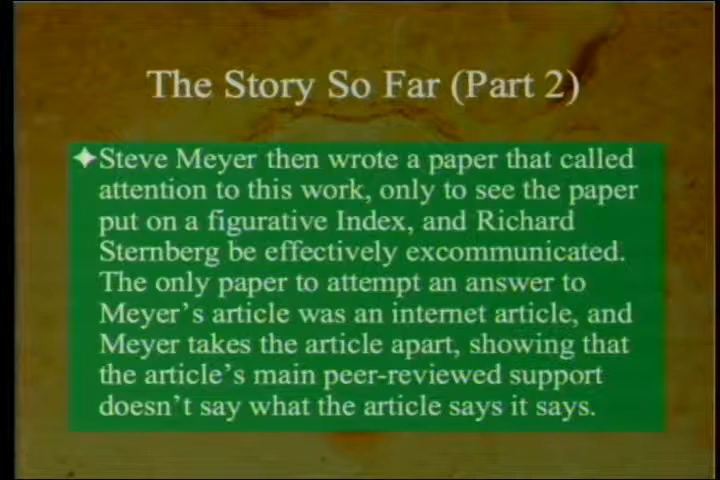 The Story So Far (Part 2)
Steve Meyer then wrote a paper that called
attention to this work, only to see the paper
put on a figurative Index, and Richard
Sternberg be effectively excommunicated.
The only paper to attempt an answer to
Meyer's article was an internet article, and
Meyer takes the article apart, showing that
the article's main peer-reviewed support
doesn't say what the article says it says.